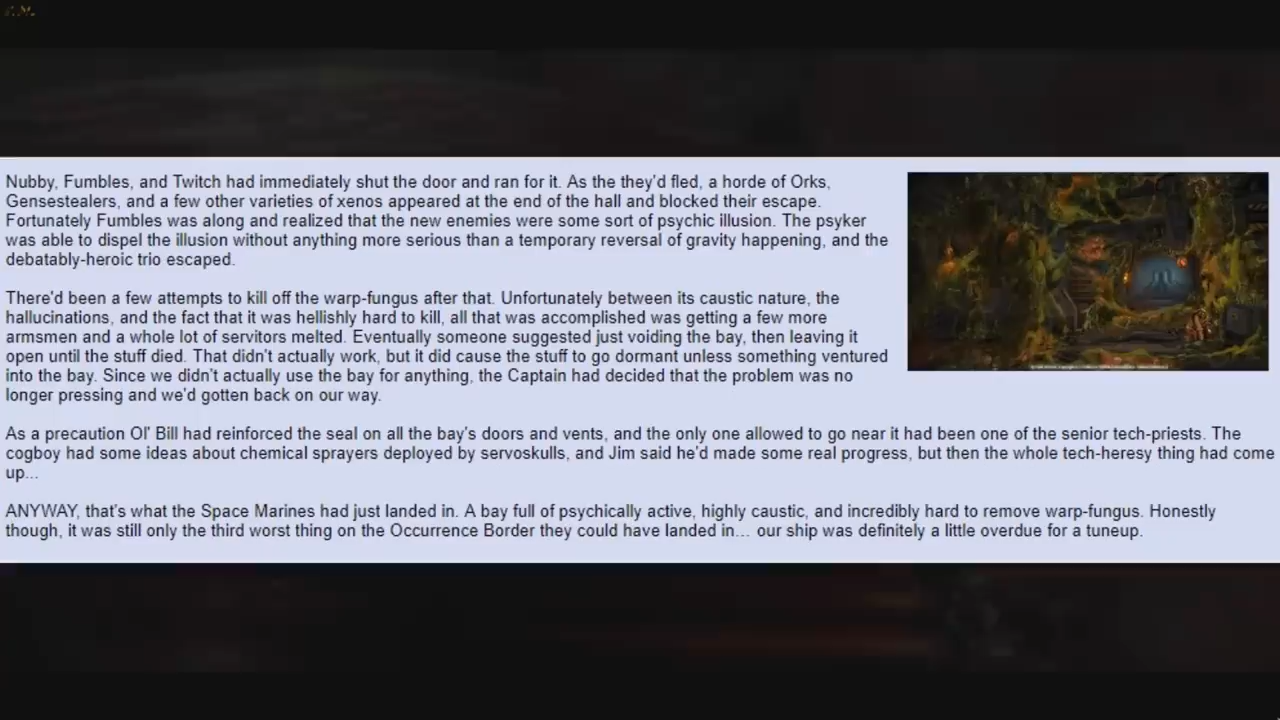 Nubby, Fumbles, and Twitch had immediately shut the door and ran for it. As the they'd fled, a horde of Orks,
Gensestealers, and a few other varieties of xenos appeared at the end of the hall and blocked their escape.
Fortunately Fumbles was along and realized that the new enemies were some sort of psychic illusion. The psyker
was able to dispel the illusion without anything more serious than a temporary reversal of gravity happening, and the
debatably-heroic trio escaped.
There'd been a few attempts to kill off the warp-fungus after that. Unfortunately between its caustic nature, the
hallucinations, and the fact that it was hellishly hard to kill, all that was accomplished was getting a few more
armsmen and a whole lot of servitors melted. Eventually someone suggested just voiding the bay, then leaving it
open until the stuff died. That didn't actually work, but it did cause the stuff to go dormant unless something ventured
into the bay. Since we didn't actually use the bay for anything, the Captain had decided that the problem was no
longer pressing and we'd gotten back on our way.
As a precaution Ol' Bill had reinforced the seal on all the bay's doors and vents, and the only one allowed to go near it had been one of the senior tech-priests. The
cogboy had some ideas about chemical sprayers deployed by servoskulls, and Jim said he'd made some real progress, but then the whole tech-heresy thing had come
up...
ANYWAY, that's what the Space Marines had just landed in. A bay full of psychically active, highly caustic, and incredibly hard to remove warp-fungus. Honestly
though, it was still only the third worst thing on the Occurrence Border they could have landed in... our ship was definitely a little overdue for a tuneup.